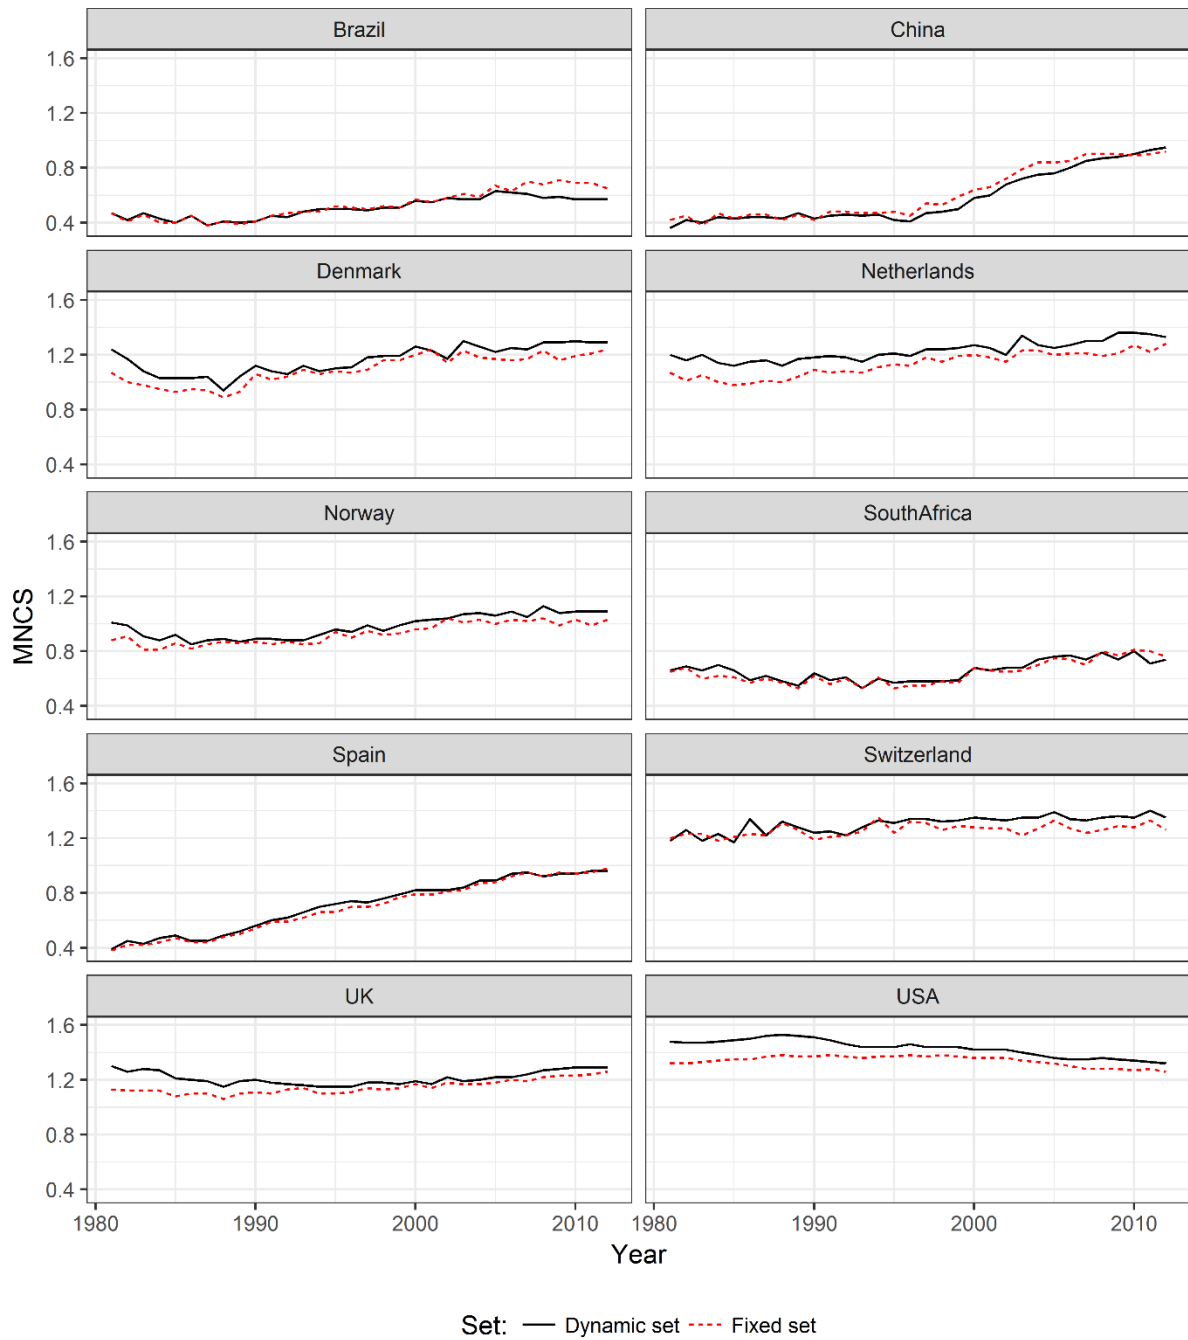 Brazil
China
1.6
1.2
0.8
0.4
Denmark
Netherlands
1.6
1.2
0.8
0.4
Norway
SouthAfrica
1.6
1.2
0.8
0.4
MNCS
Spain
Switzerland
1.6
1.2
0.8
0.4
UK
USA
1.6
1.2
0.8
0.4
1980 1990 2000 2010 1980 1990 2000 2010
Year
Set: Dynamic set Fixed set